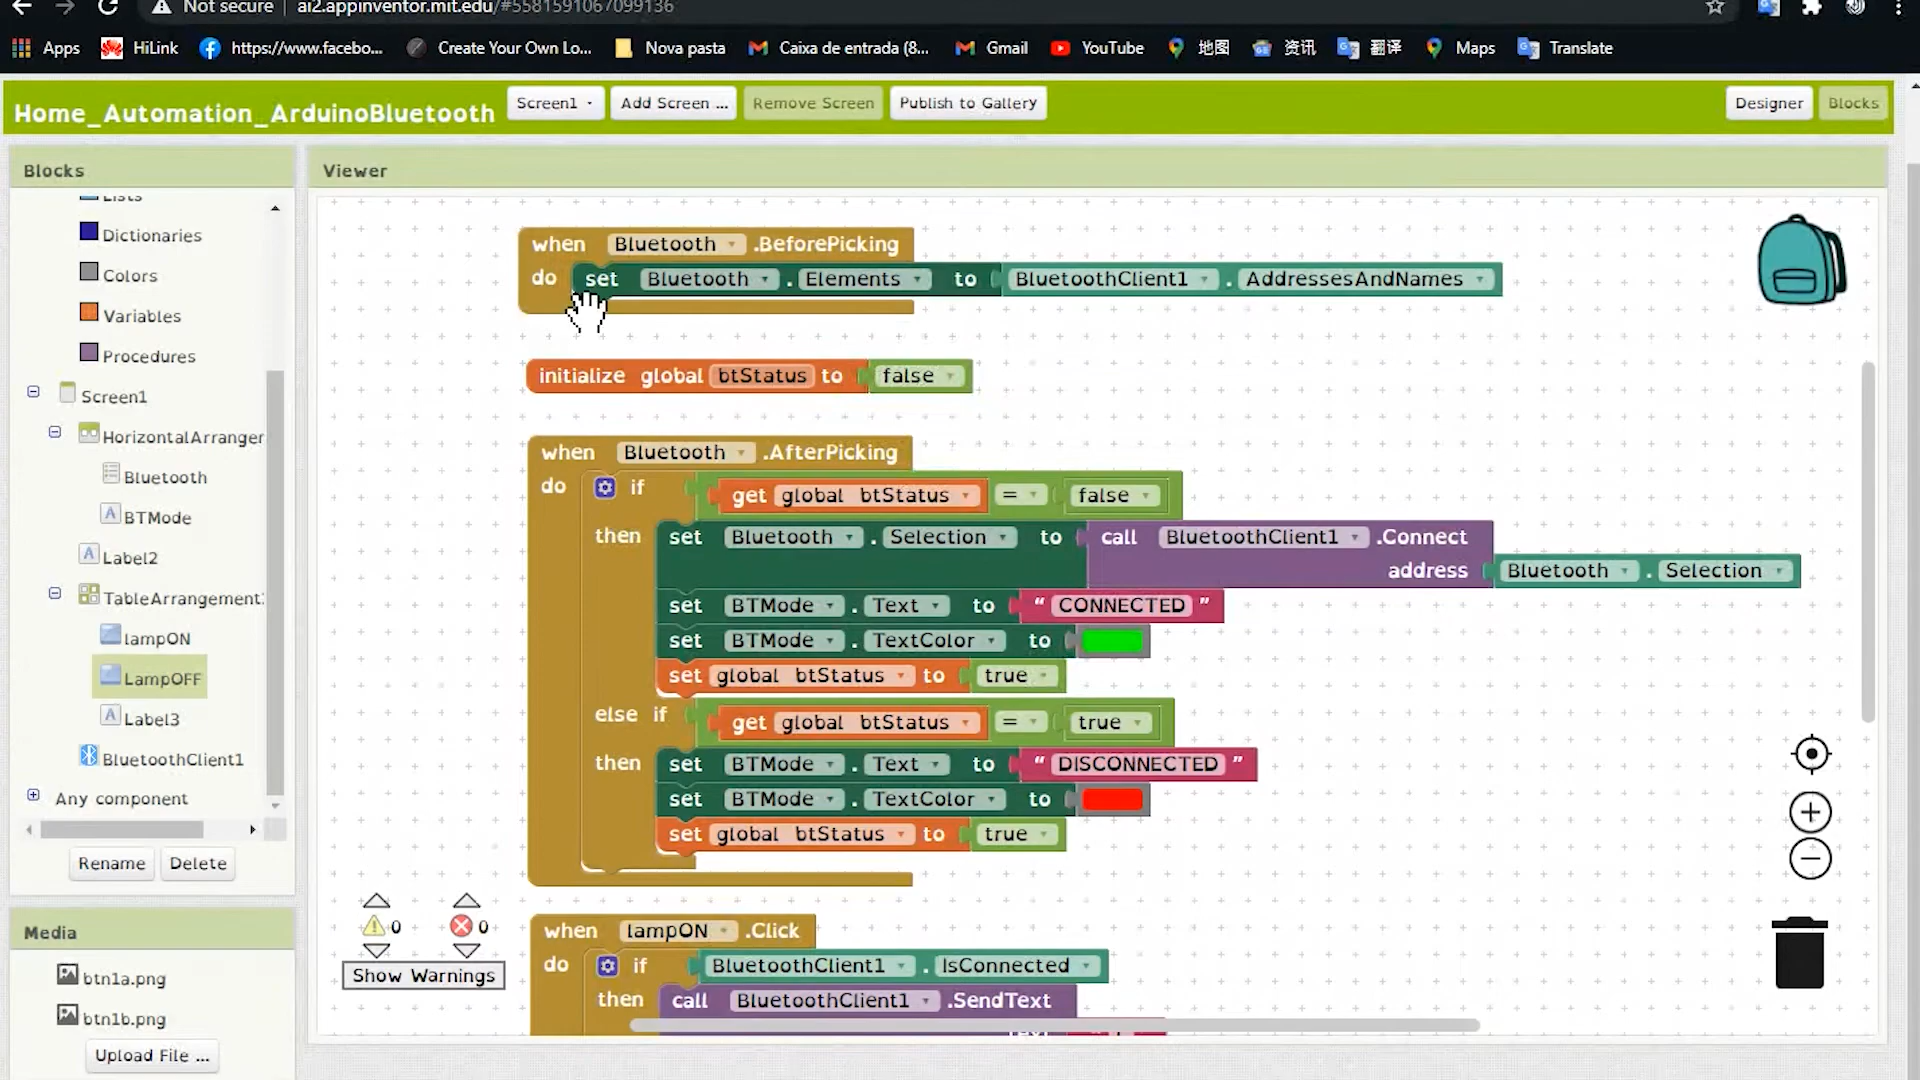 Not secure | ai2.appinventor.mit.edu/#5581591067099136
Apps HiLink https://www.facebo... Create Your Own Lo... Nova pasta Caixa de entrada (8... Gmail YouTube 地图 资讯 翻译 Maps Translate
Home_Automation_ArduinoBluetooth Screen1 Add Screen ... Remove Screen Publish to Gallery Designer Blocks
Blocks
Lists
Dictionaries
Colors
Variables
Procedures
Screen1
HorizontalArranger
Bluetooth
BTMode
Label2
TableArrangement
lampON
LampOFF
Label3
BluetoothClient1
Any component
Rename Delete
Media
btn1a.png
btn1b.png
Upload File ...
Viewer
when Bluetooth .BeforePicking
do set Bluetooth . Elements to BluetoothClient1 . AddressesAndNames
initialize global btStatus to false
when Bluetooth .AfterPicking
do if get global btStatus = false
then set Bluetooth . Selection to call BluetoothClient1 .Connect
address Bluetooth . Selection
set BTMode . Text to " CONNECTED "
set BTMode . TextColor to
set global btStatus to true
else if get global btStatus = true
then set BTMode . Text to " DISCONNECTED "
set BTMode . TextColor to
set global btStatus to true
when lampON .Click
do if BluetoothClient1 . IsConnected
then call BluetoothClient1 .SendText
0 0
Show Warnings